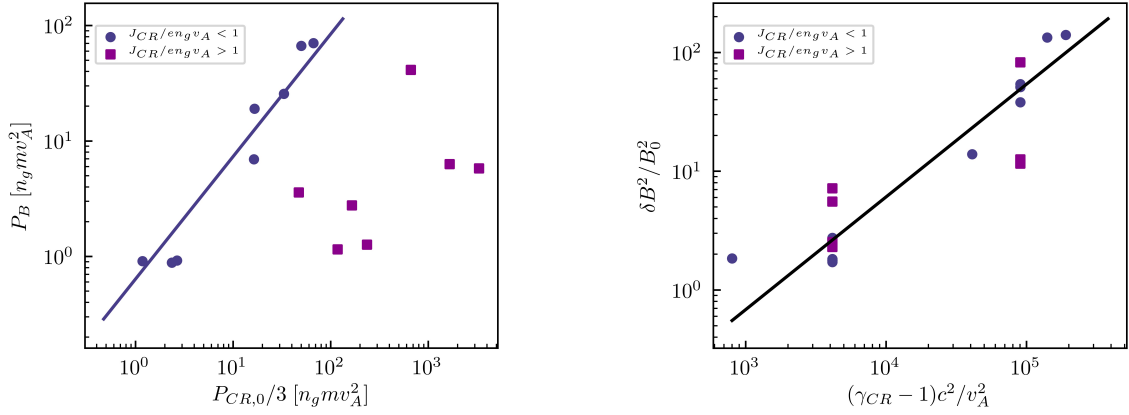 J_{CR}/en_g v_A < 1
J_{CR}/en_g v_A > 1
P_B [n_g m v_A^2]
10^2
10^1
10^0
10^0 10^1 10^2 10^3
P_{CR,0}/3 [n_g m v_A^2]
J_{CR}/en_g v_A < 1
J_{CR}/en_g v_A > 1
δB^2/B_0^2
10^2
10^1
10^0
10^3 10^4 10^5
(γ_{CR} − 1)c^2/v_A^2